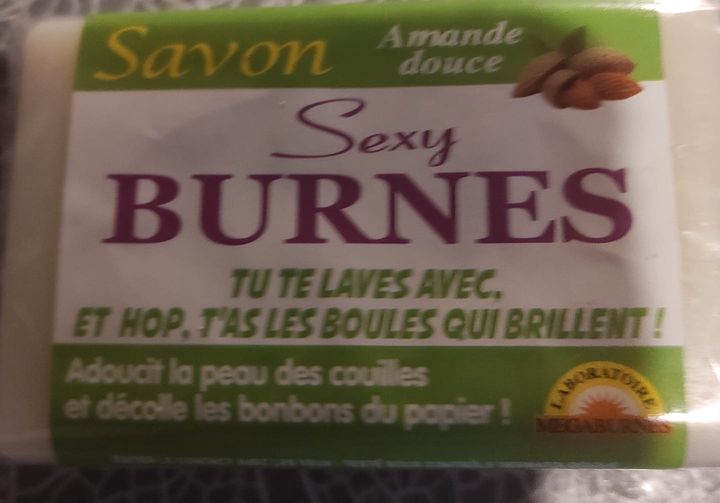 Savon
Amande
douce
Sexy
BURNES
TU TE LAVES AVEC,
ET HOP, T'AS LES BOULES QUI BRILLENT !
Adoucit la peau des couilles
et décolle les bonbons du papier !
LABORATOIRE
MEGABURNES